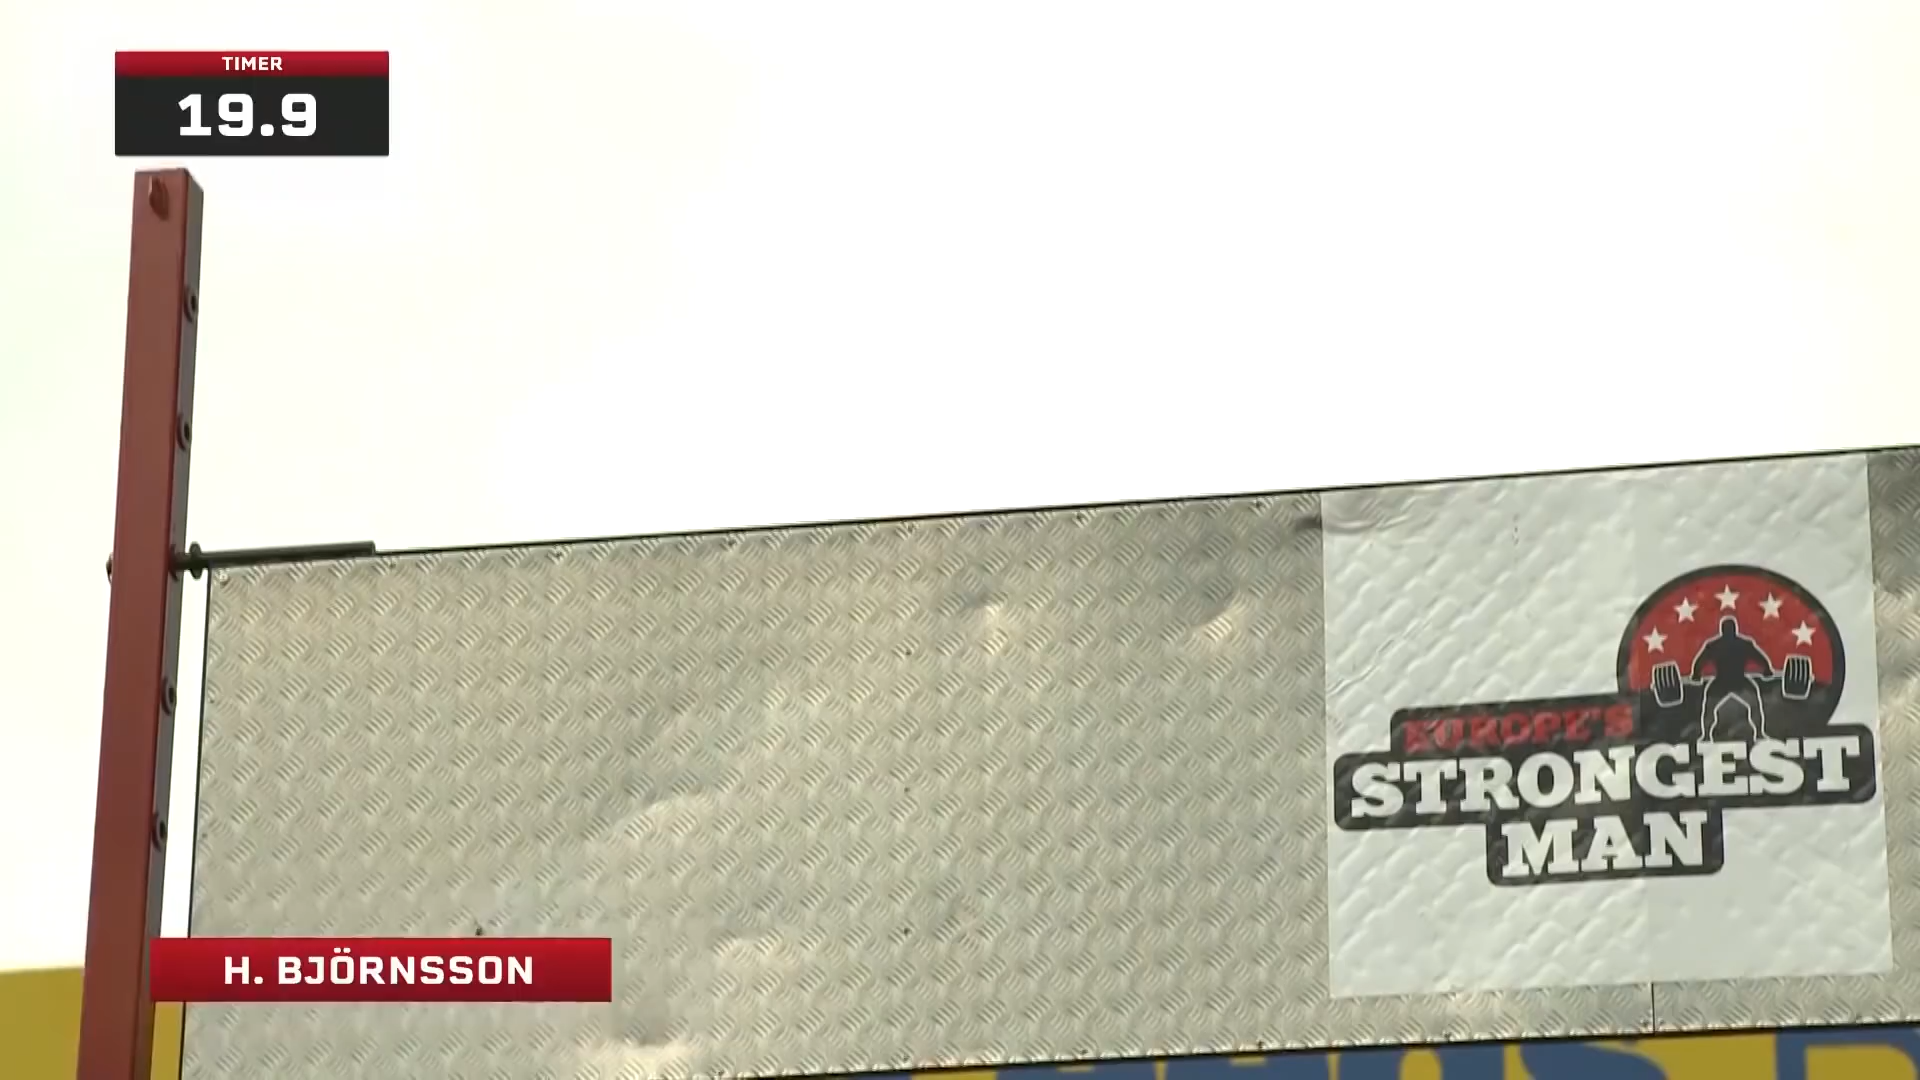 TIMER
19.9
EUROPE'S
STRONGEST
MAN
H. BJÖRNSSON